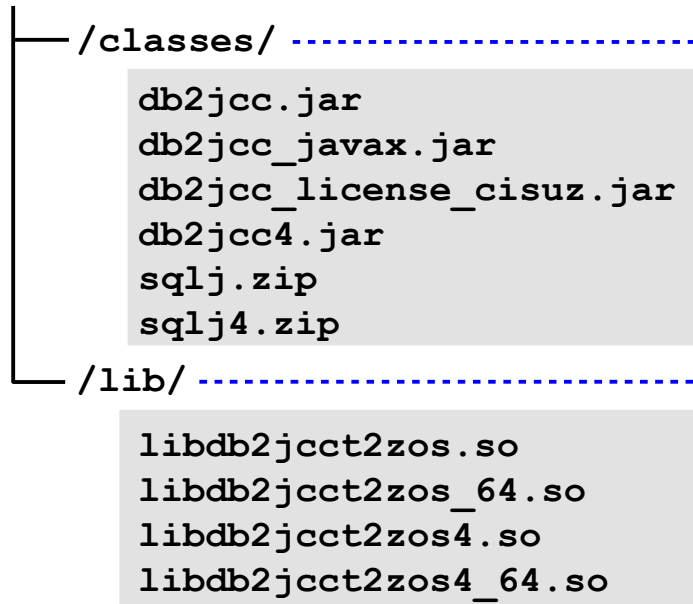 /classes/
db2jcc.jar
db2jcc_javax.jar
db2jcc_license_cisuz.jar
db2jcc4.jar
sqlj.zip
sqlj4.zip
/lib/
libdb2jcct2zos.so
libdb2jcct2zos_64.so
libdb2jcct2zos4.so
libdb2jcct2zos4_64.so